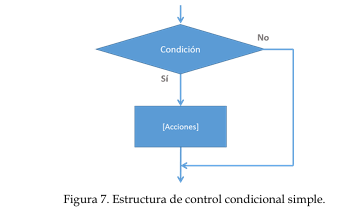 No
Condición
Sí
[Acciones]
Figura 7. Estructura de control condicional simple.